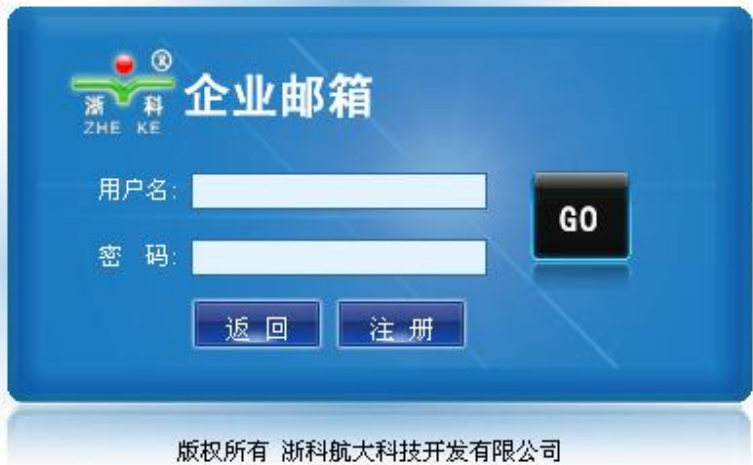 ®
浙 科
ZHE KE
企业邮箱
用户名:
GO
密 码:
返 回 注 册
版权所有 浙科航大科技开发有限公司